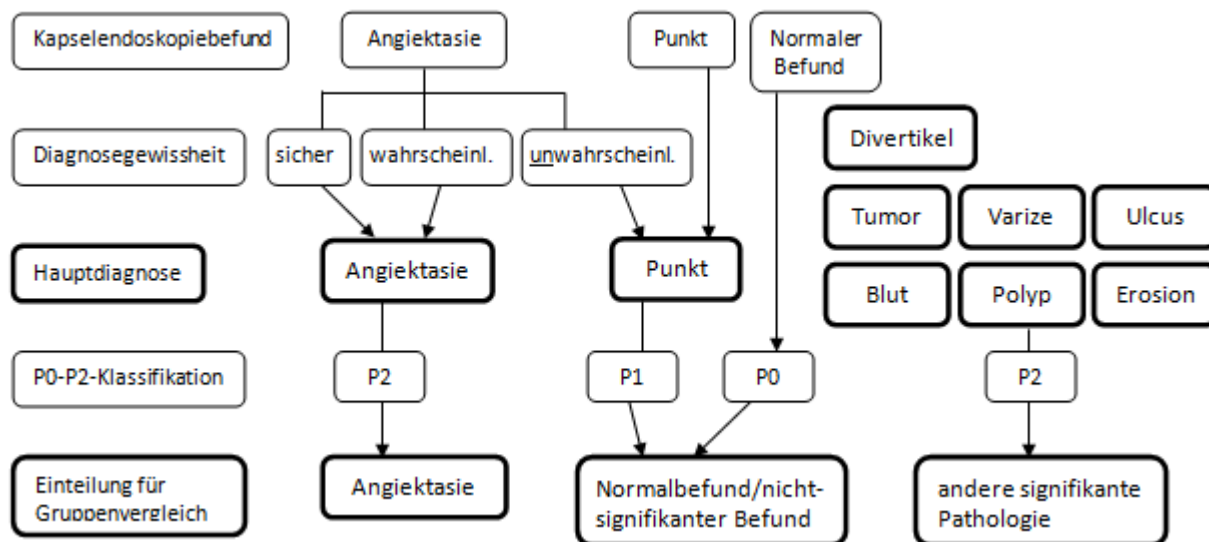 Kapselendoskopiebefund
Angiektasie
Punkt
Normaler
Befund
Diagnosegewissheit
sicher
wahrscheinl.
unwahrscheinl.
Divertikel
Tumor
Varize
Ulcus
Hauptdiagnose
Angiektasie
Punkt
Blut
Polyp
Erosion
P0-P2-Klassifikation
P2
P1
P0
P2
Einteilung für
Gruppenvergleich
Angiektasie
Normalbefund/nicht-
signifikanter Befund
andere signifikante
Pathologie